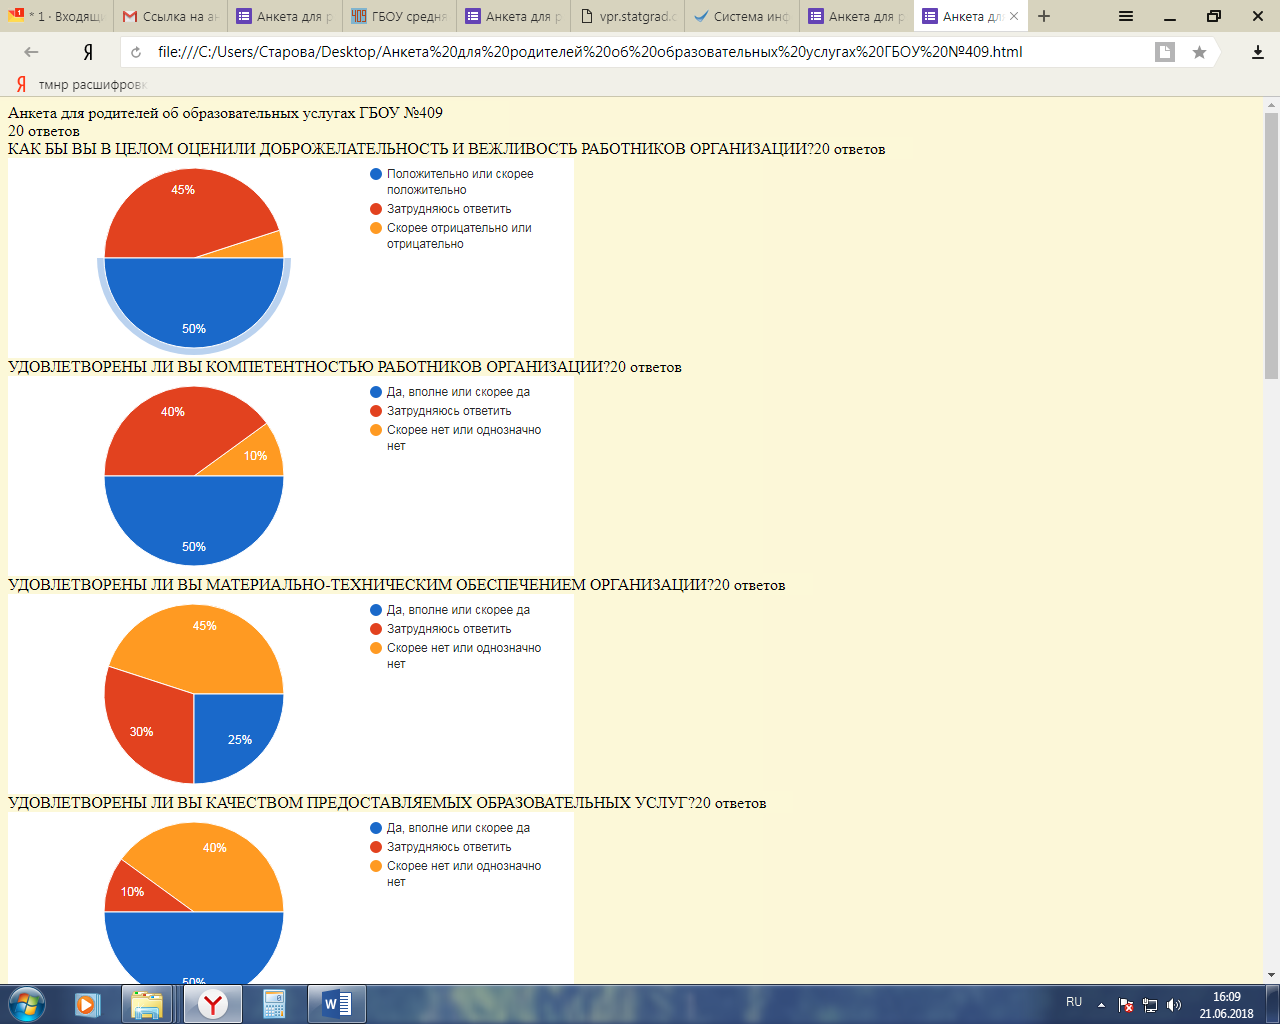 * 1 · Входящи
Ссылка на ан
Анкета для р
ГБОУ средня
Анкета для р
vpr.statgrad.o
Система инф
Анкета для р
Анкета дл
Я
file:///C:/Users/Старова/Desktop/Анкета%20для%20родителей%20об%20образовательных%20услугах%20ГБОУ%20№409.html
Я тмнр расшифровк
Анкета для родителей об образовательных услугах ГБОУ №409
20 ответов
КАК БЫ ВЫ В ЦЕЛОМ ОЦЕНИЛИ ДОБРОЖЕЛАТЕЛЬНОСТЬ И ВЕЖЛИВОСТЬ РАБОТНИКОВ ОРГАНИЗАЦИИ?20 ответов
45%
50%
Положительно или скорее
положительно
Затрудняюсь ответить
Скорее отрицательно или
отрицательно
УДОВЛЕТВОРЕНЫ ЛИ ВЫ КОМПЕТЕНТНОСТЬЮ РАБОТНИКОВ ОРГАНИЗАЦИИ?20 ответов
40%
10%
50%
Да, вполне или скорее да
Затрудняюсь ответить
Скорее нет или однозначно
нет
УДОВЛЕТВОРЕНЫ ЛИ ВЫ МАТЕРИАЛЬНО-ТЕХНИЧЕСКИМ ОБЕСПЕЧЕНИЕМ ОРГАНИЗАЦИИ?20 ответов
45%
30%
25%
Да, вполне или скорее да
Затрудняюсь ответить
Скорее нет или однозначно
нет
УДОВЛЕТВОРЕНЫ ЛИ ВЫ КАЧЕСТВОМ ПРЕДОСТАВЛЯЕМЫХ ОБРАЗОВАТЕЛЬНЫХ УСЛУГ?20 ответов
40%
10%
50%
Да, вполне или скорее да
Затрудняюсь ответить
Скорее нет или однозначно
нет
RU
16:09
21.06.2018